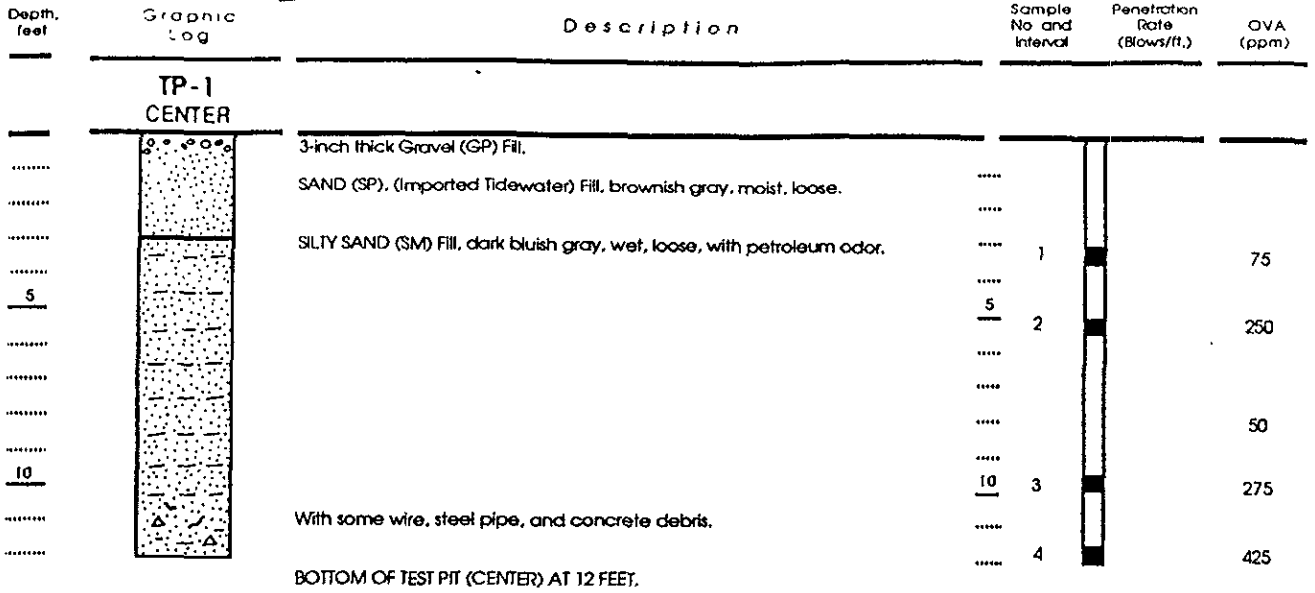 Depth, feet
Graphic Log
Description
Sample No and Interval
Penetration Rate (Blows/ft.)
OVA (ppm)
TP-1
CENTER
3-inch thick Gravel (GP) Fill.
SAND (SP), (Imported Tidewater) Fill, brownish gray, moist, loose.
SILTY SAND (SM) Fill, dark bluish gray, wet, loose, with petroleum odor.
1 75
5 5
2 250
50
10 10 3 275
With some wire, steel pipe, and concrete debris.
4 425
BOTTOM OF TEST PIT (CENTER) AT 12 FEET.